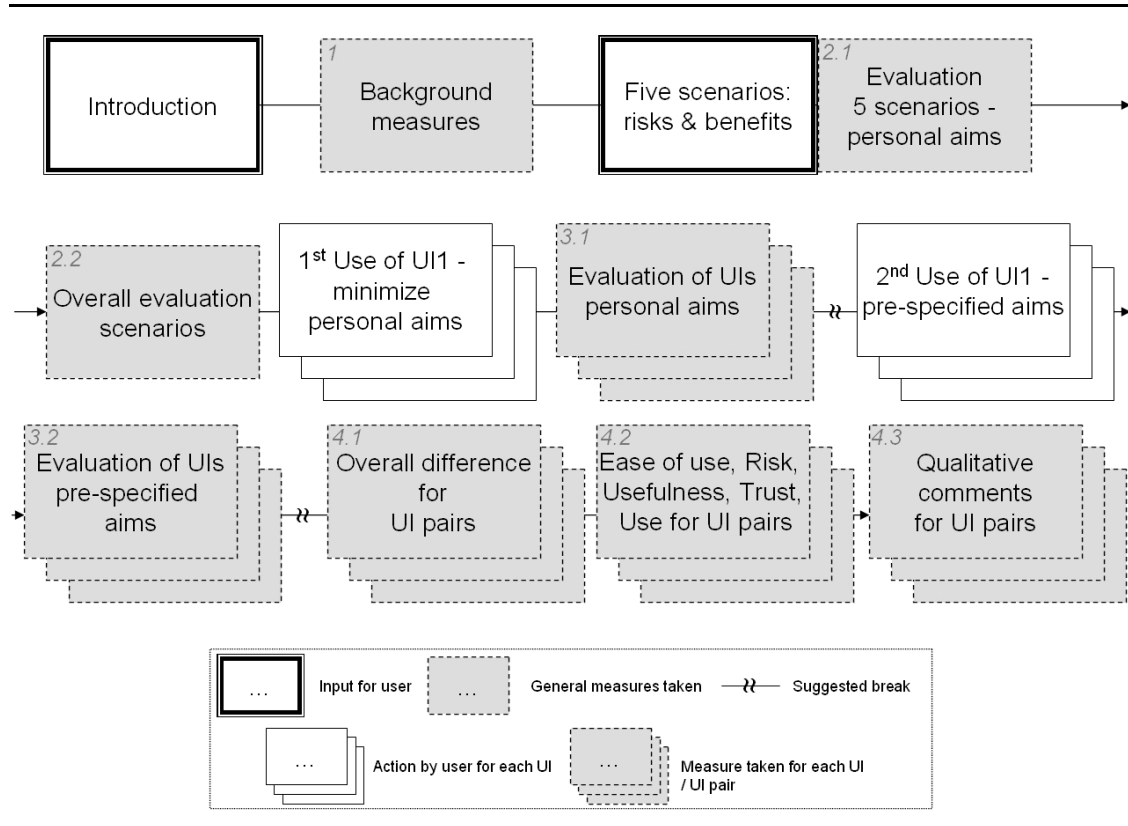 Introduction
1
Background
measures
Five scenarios:
risks & benefits
2.1
Evaluation
5 scenarios -
personal aims
2.2
Overall evaluation
scenarios
1st Use of UI1 -
minimize
personal aims
3.1
Evaluation of UIs
personal aims
2nd Use of UI1 -
pre-specified aims
3.2
Evaluation of UIs
pre-specified
aims
4.1
Overall difference
for
UI pairs
4.2
Ease of use, Risk,
Usefulness, Trust,
Use for UI pairs
4.3
Qualitative
comments
for UI pairs
...
Input for user
...
General measures taken
Suggested break
...
Action by user for each UI
...
Measure taken for each UI
/ UI pair